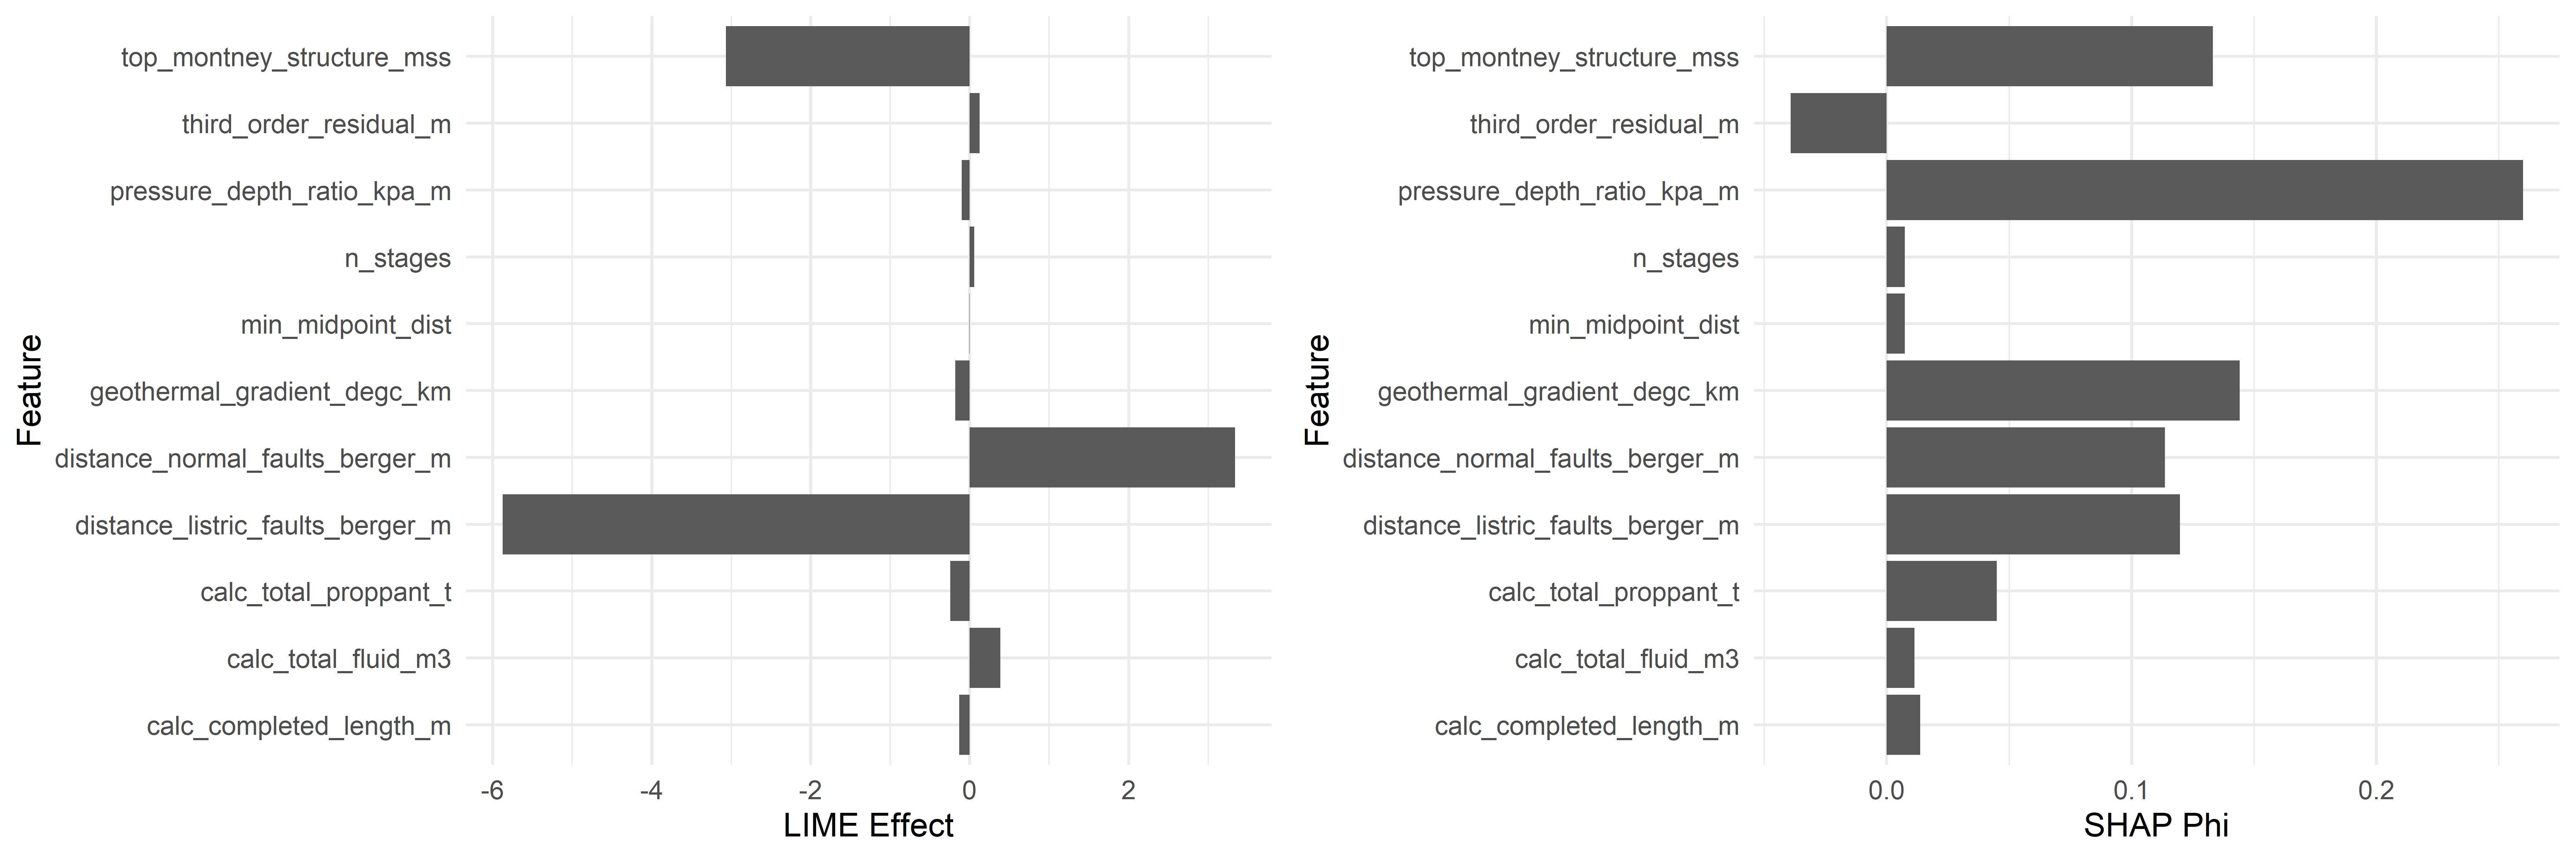 Feature
top_montney_structure_mss
third_order_residual_m
pressure_depth_ratio_kpa_m
n_stages
min_midpoint_dist
geothermal_gradient_degc_km
distance_normal_faults_berger_m
distance_listric_faults_berger_m
calc_total_proppant_t
calc_total_fluid_m3
calc_completed_length_m
-6 -4 -2 0 2
LIME Effect
Feature
top_montney_structure_mss
third_order_residual_m
pressure_depth_ratio_kpa_m
n_stages
min_midpoint_dist
geothermal_gradient_degc_km
distance_normal_faults_berger_m
distance_listric_faults_berger_m
calc_total_proppant_t
calc_total_fluid_m3
calc_completed_length_m
0.0 0.1 0.2
SHAP Phi